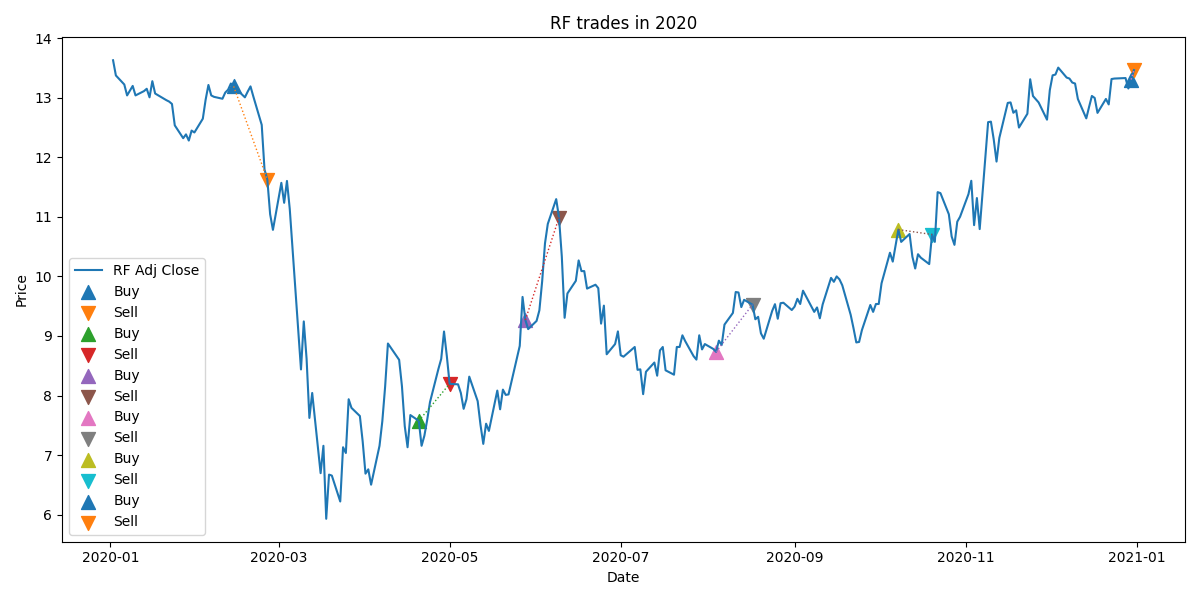 RF trades in 2020
14
13
12
11
10
9
8
7
6
Price
RF Adj Close
Buy
Sell
Buy
Sell
Buy
Sell
Buy
Sell
Buy
Sell
Buy
Sell
2020-01
2020-03
2020-05
2020-07
2020-09
2020-11
2021-01
Date